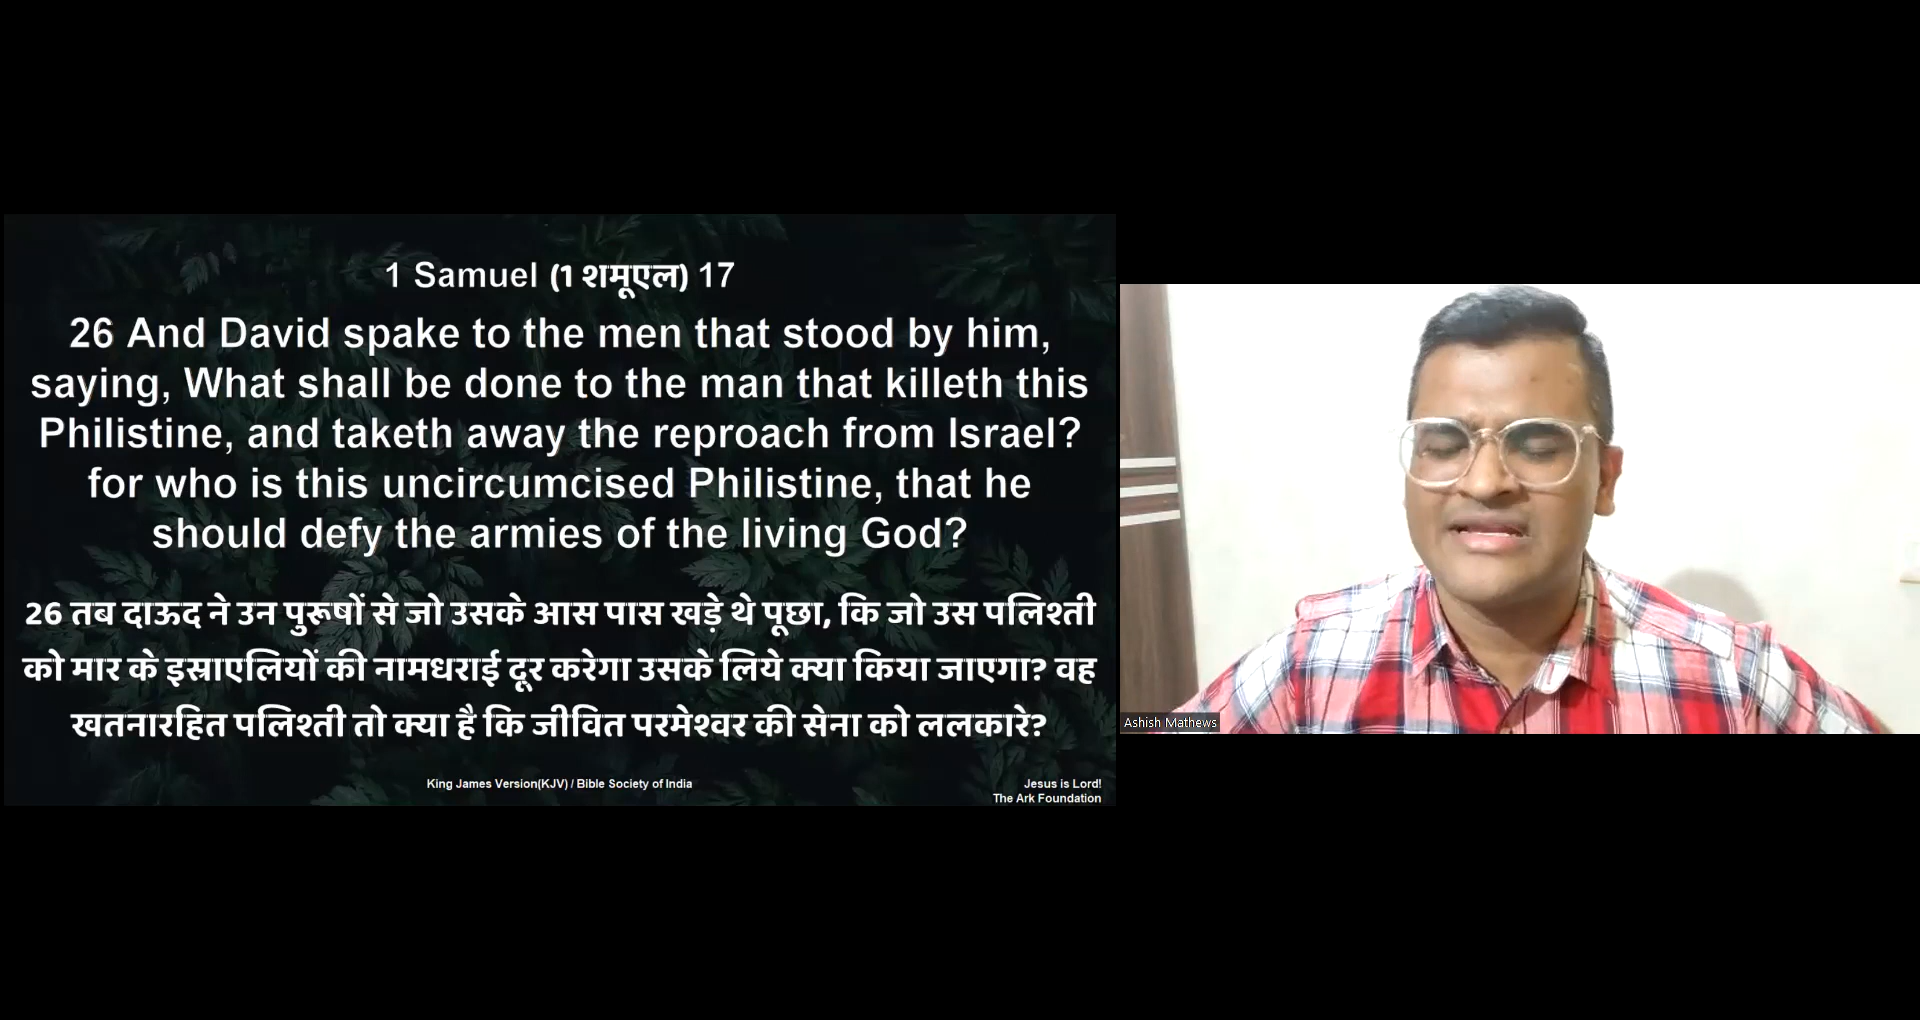 1 Samuel (1 शमूएल) 17
26 And David spake to the men that stood by him,
saying, What shall be done to the man that killeth this
Philistine, and taketh away the reproach from Israel?
for who is this uncircumcised Philistine, that he
should defy the armies of the living God?
26 तब दाऊद ने उन पुरूषों से जो उसके आस पास खड़े थे पूछा, कि जो उस पलिश्ती
को मार के इस्राएलियों की नामधराई दूर करेगा उसके लिये क्या किया जाएगा? वह
खतनारहित पलिश्ती तो क्या है कि जीवित परमेश्वर की सेना को ललकारे?
King James Version(KJV) / Bible Society of India
Jesus is Lord!
The Ark Foundation
Ashish Mathews